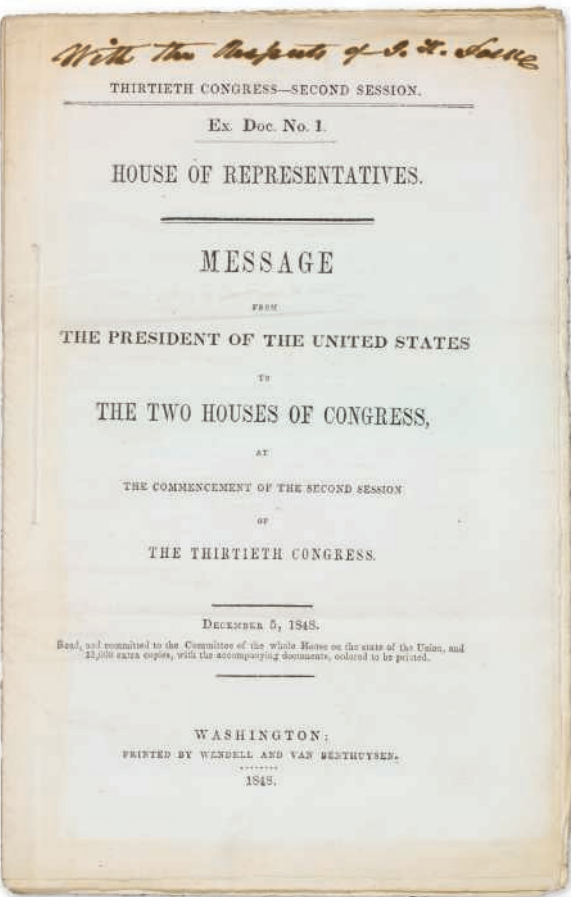 With the Respects of J. H.
THIRTIETH CONGRESS—SECOND SESSION.
Ex. Doc. No. 1.
HOUSE OF REPRESENTATIVES.
MESSAGE
FROM
THE PRESIDENT OF THE UNITED STATES
TO
THE TWO HOUSES OF CONGRESS,
AT
THE COMMENCEMENT OF THE SECOND SESSION
OF
THE THIRTIETH CONGRESS.
DECEMBER 5, 1848.
Read, and committed to the Committee of the whole House on the state of the Union, and
extra copies, with the accompanying documents, ordered to be printed.
WASHINGTON:
PRINTED BY WENDELL AND VAN BENTHUYSEN.
1848.